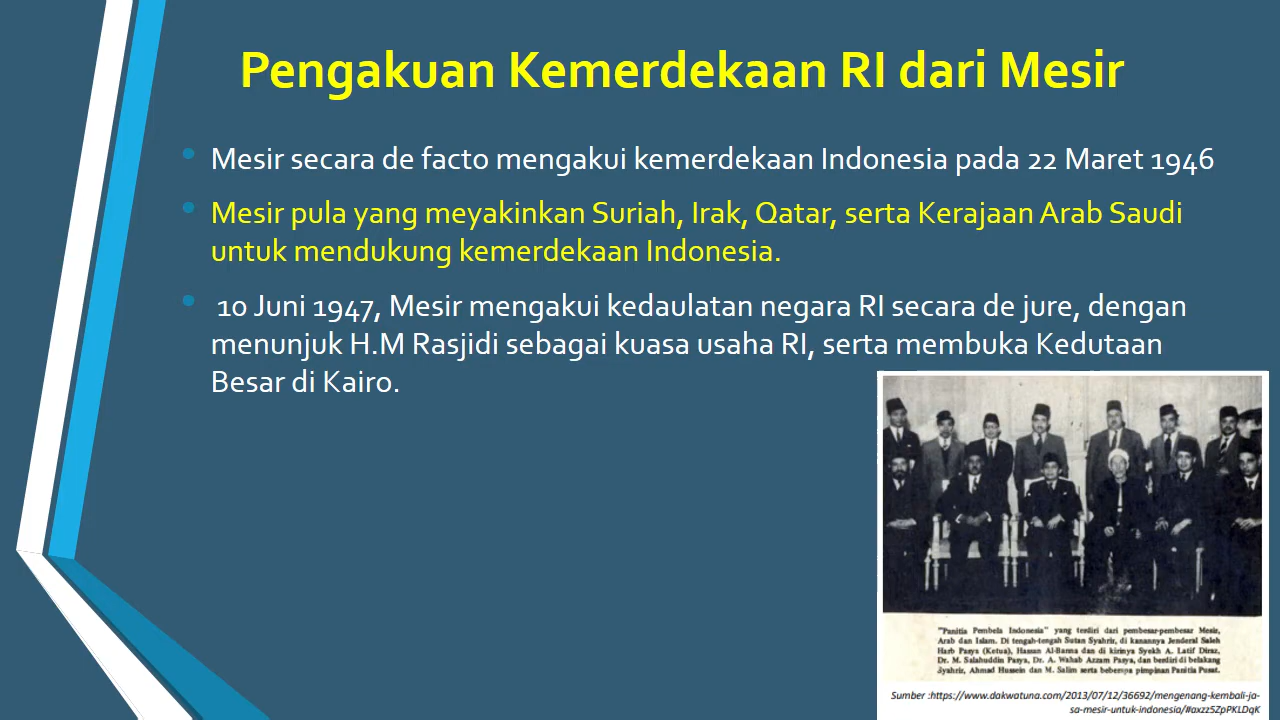 Pengakuan Kemerdekaan RI dari Mesir
Mesir secara de facto mengakui kemerdekaan Indonesia pada 22 Maret 1946
Mesir pula yang meyakinkan Suriah, Irak, Qatar, serta Kerajaan Arab Saudi
untuk mendukung kemerdekaan Indonesia.
10 Juni 1947, Mesir mengakui kedaulatan negara RI secara de jure, dengan
menunjuk H.M Rasjidi sebagai kuasa usaha RI, serta membuka Kedutaan
Besar di Kairo.
"Panitia Pembela Indonesia" yang terdiri dari pembesar-pembesar Mesir,
Arab dan Islam. Di tengah-tengah Sutan Syahrir, di kanannya Jenderal Saleh
Harb Pasya (Ketua), Hassan Al-Banna dan di kirinya Syekh A. Latif Diraz,
Dr. M. Salahuddin Pasya, Dr. A. Wahab Azzam Pasya, dan berdiri di belakang
Syahrir, Ahmad Hussein dan M. Salim serta beberapa pimpinan Panitia Pusat.
Sumber :https://www.dakwatuna.com/2013/07/12/36692/mengenang-kembali-ja-
sa-mesir-untuk-indonesia/#axzz5ZpPKLDqK